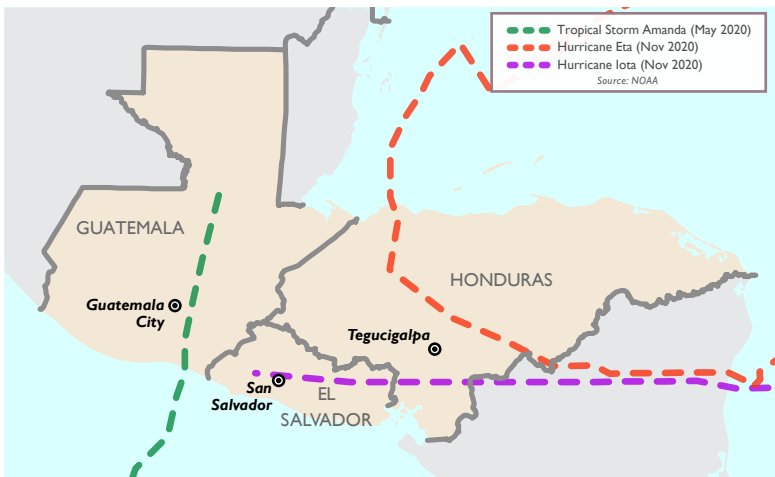 Tropical Storm Amanda (May 2020)
Hurricane Eta (Nov 2020)
Hurricane Iota (Nov 2020)
Source: NOAA
GUATEMALA
HONDURAS
Guatemala
City
Tegucigalpa
San
Salvador
EL
SALVADOR